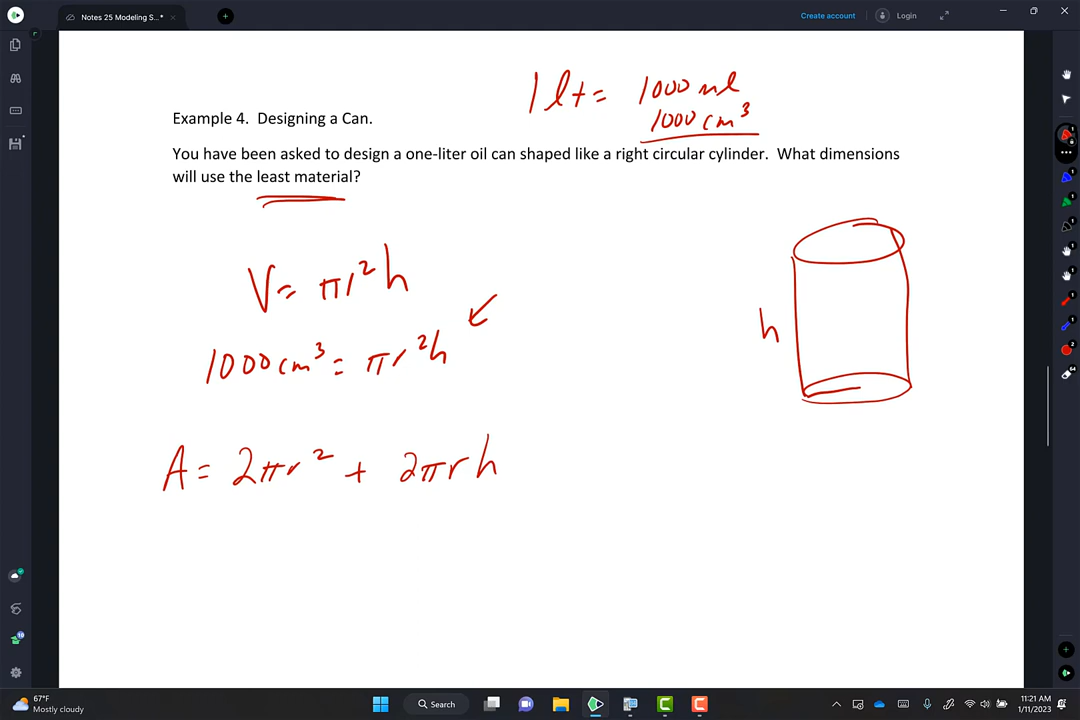 Notes 25 Modeling S...*
Create account
Login
1 lt = 1000 ml
1000 cm³
Example 4. Designing a Can.
You have been asked to design a one-liter oil can shaped like a right circular cylinder. What dimensions
will use the least material?
V = πr²h
1000 cm³ = πr²h
h
A = 2πr² + 2πrh
67°F
Mostly cloudy
Search
11:21 AM
1/11/2023